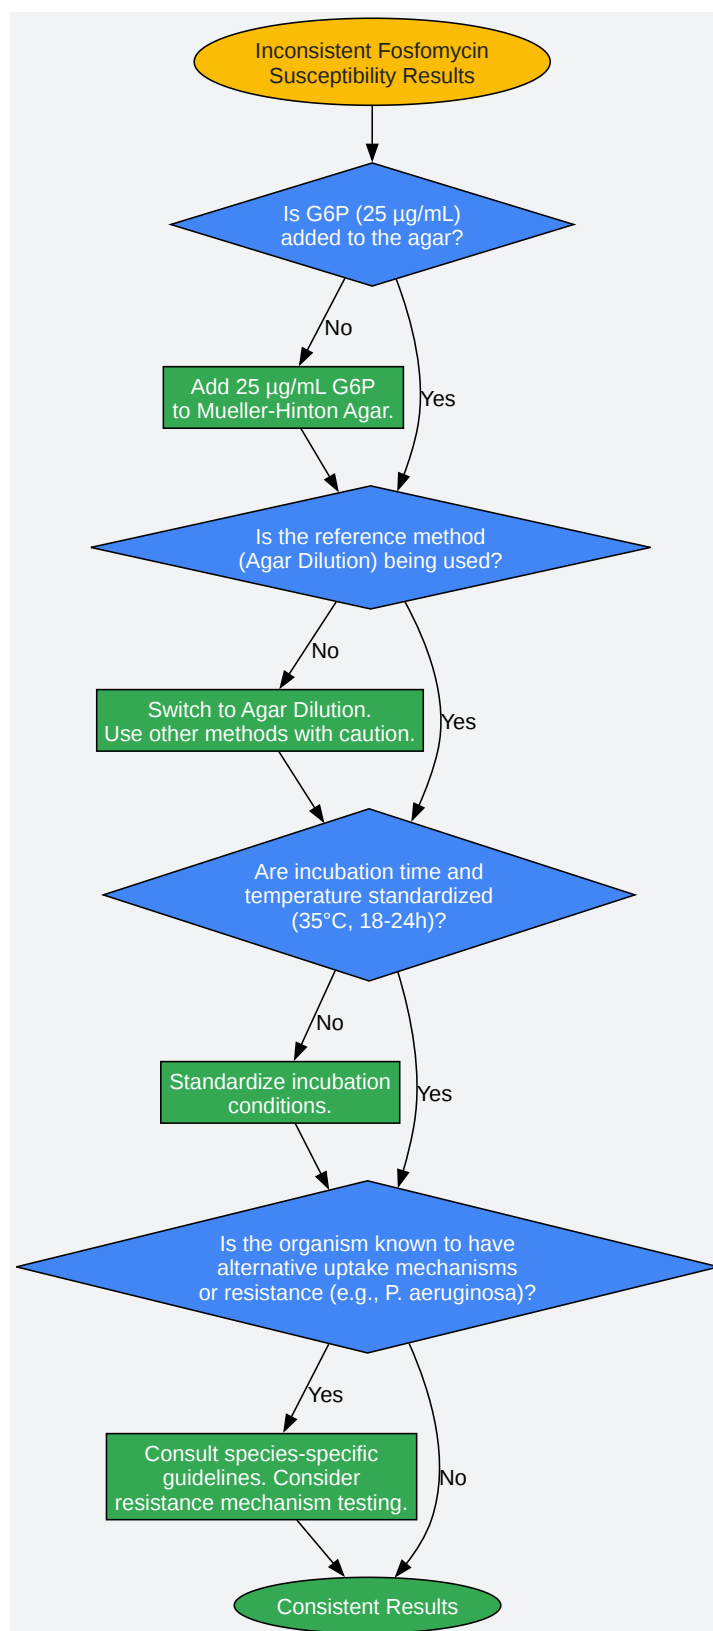 Inconsistent Fosfomycin
Susceptibility Results
Is G6P (25 µg/mL)
added to the agar?
No
Add 25 µg/mL G6P
to Mueller-Hinton Agar.
Yes
Is the reference method
(Agar Dilution) being used?
No
Switch to Agar Dilution.
Use other methods with caution.
Yes
Are incubation time and
temperature standardized
(35°C, 18-24h)?
No
Standardize incubation
conditions.
Yes
Is the organism known to have
alternative uptake mechanisms
or resistance (e.g., P. aeruginosa)?
Yes
Consult species-specific
guidelines. Consider
resistance mechanism testing.
No
Consistent Results